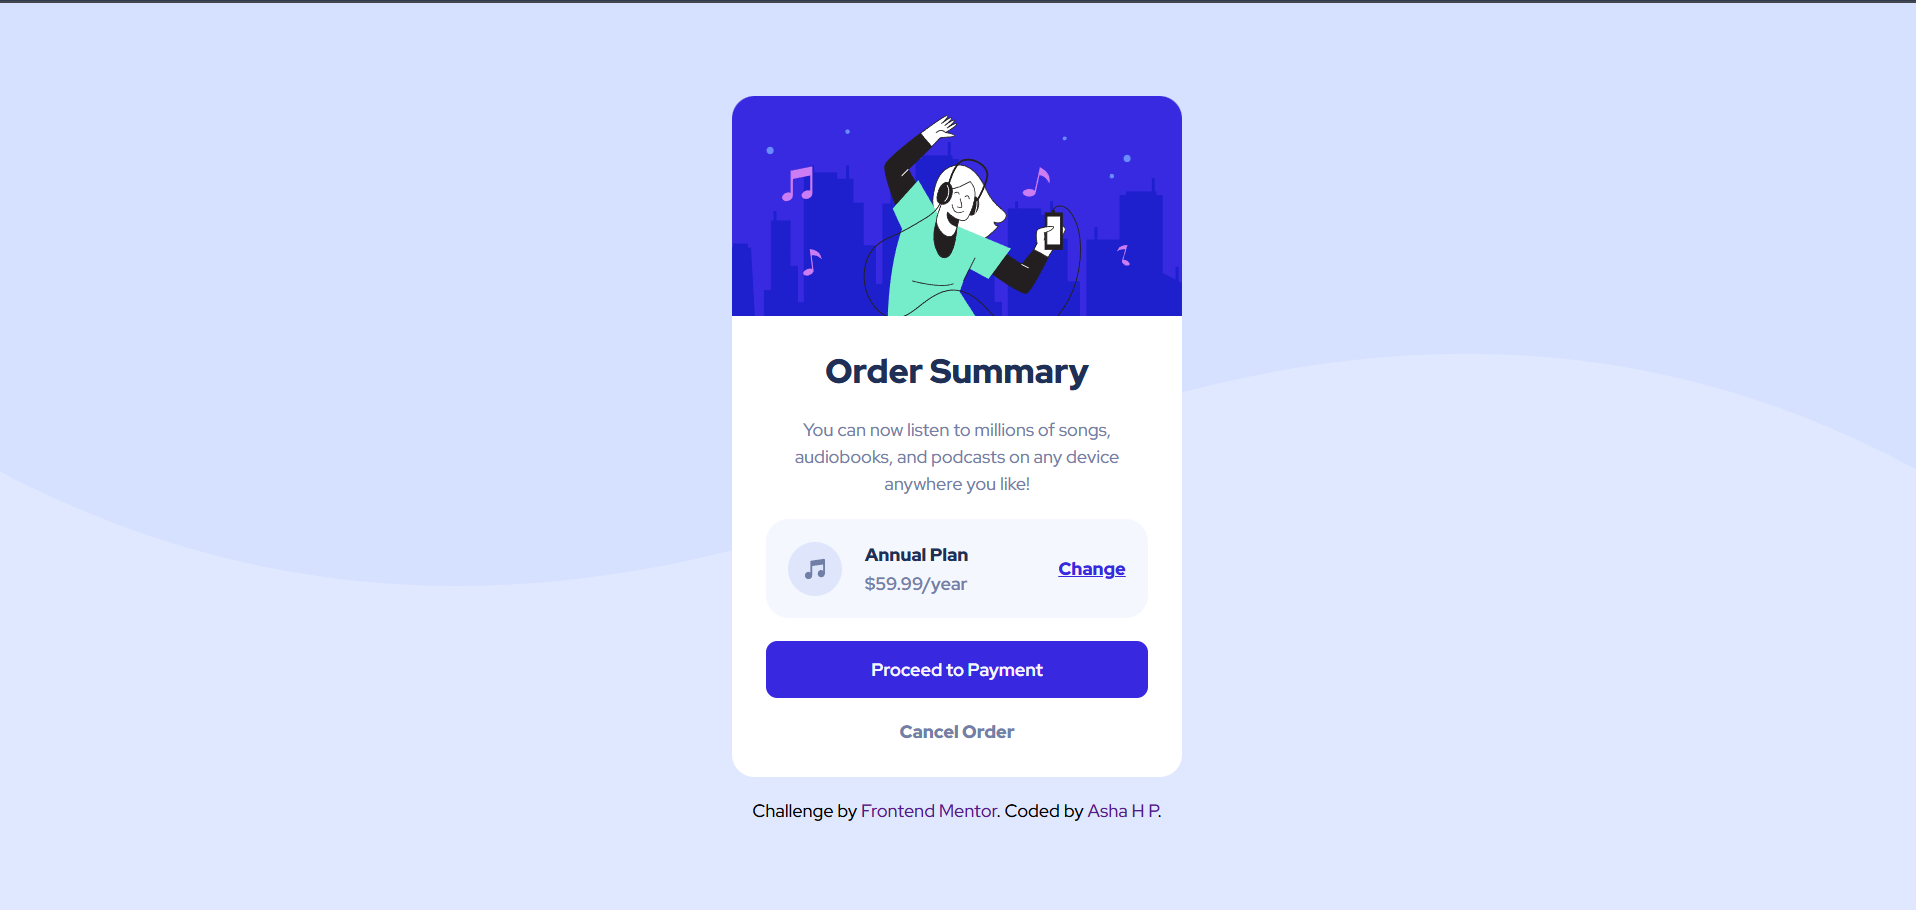 Order Summary
You can now listen to millions of songs,
audiobooks, and podcasts on any device
anywhere you like!
Annual Plan
$59.99/year
Change
Proceed to Payment
Cancel Order
Challenge by Frontend Mentor. Coded by Asha H P.